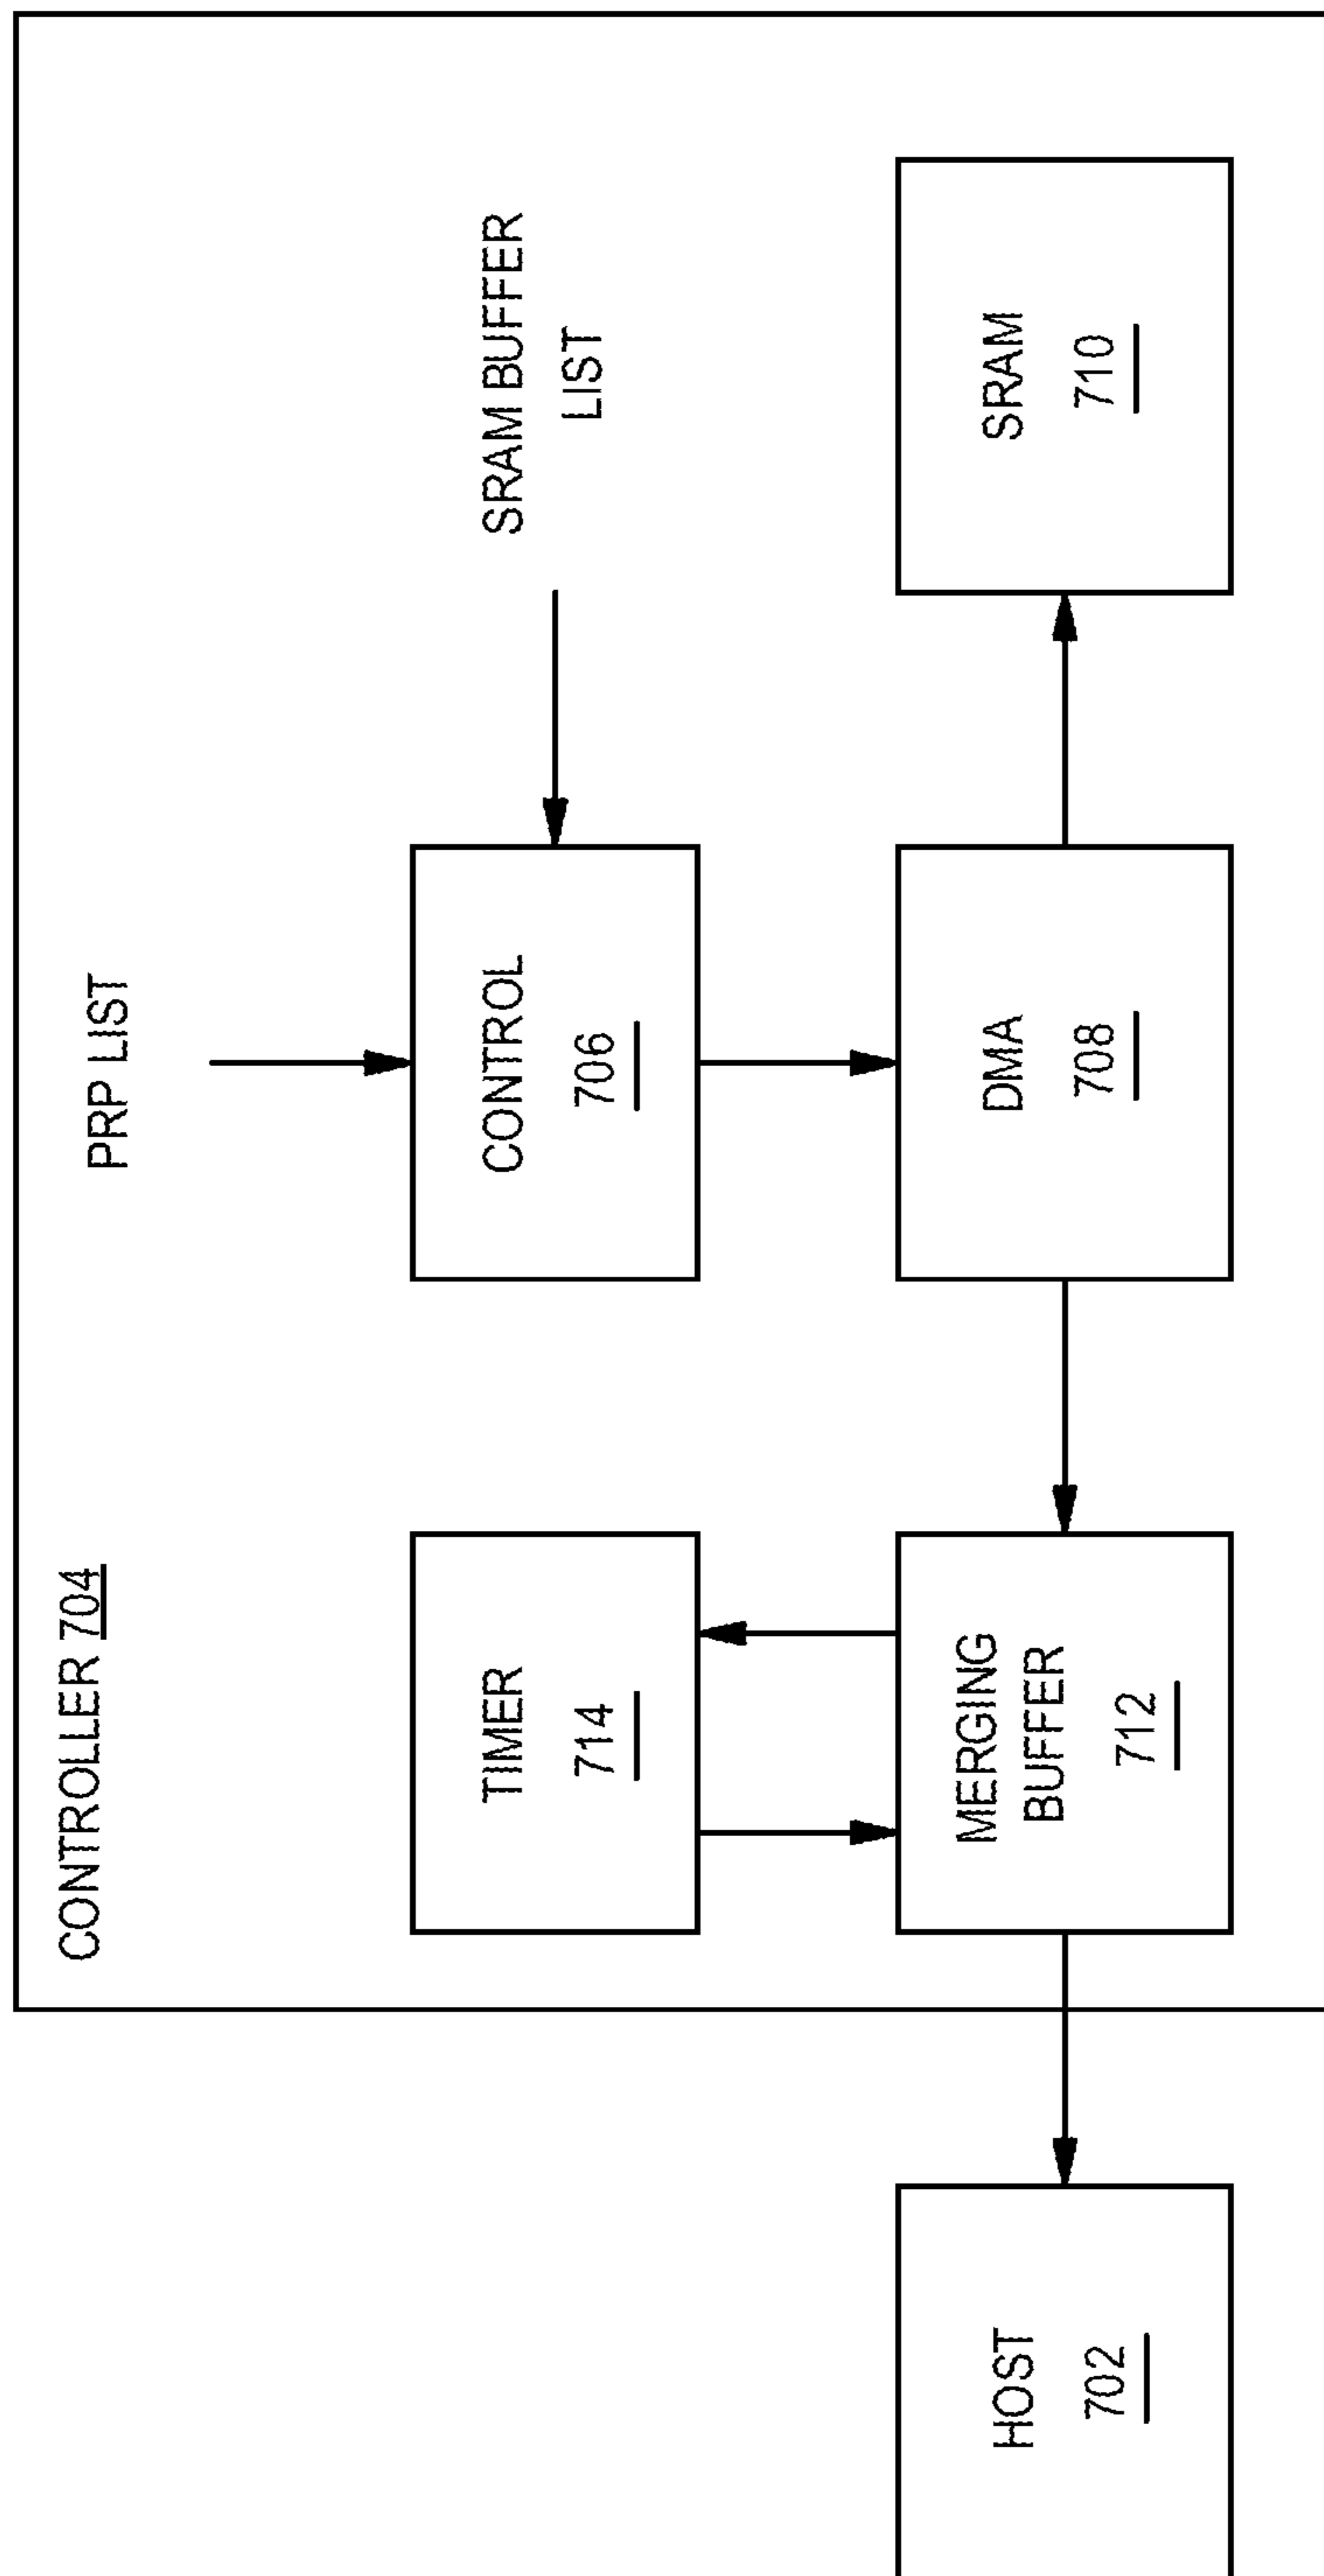 CONTROLLER 704
PRP LIST
TIMER
714
CONTROL
706
SRAM BUFFER
LIST
HOST
702
MERGING
BUFFER
712
DMA
708
SRAM
710